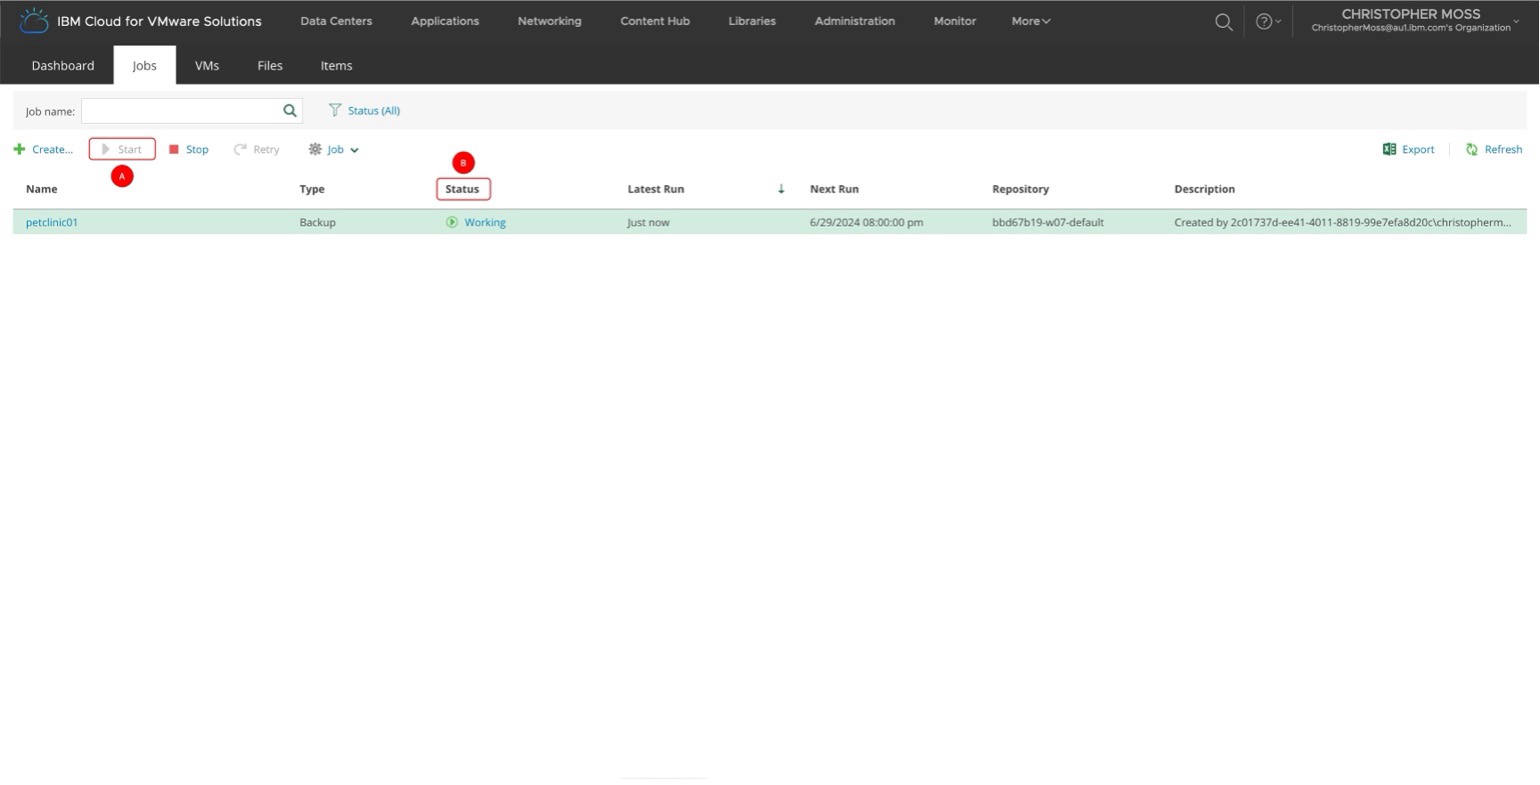 IBM Cloud for VMware Solutions Data Centers Applications Networking Content Hub Libraries Administration Monitor More CHRISTOPHER MOSS
ChristopherMoss@au1.ibm.com's Organization
Dashboard Jobs VMs Files Items
Job name: Status (All)
Create... Start Stop Retry Job Export Refresh
A B
Name Type Status Latest Run Next Run Repository Description
petclinic01 Backup Working Just now 6/29/2024 08:00:00 pm bbd67b19-w07-default Created by 2c01737d-ee41-4011-8819-99e7efa8d20c\christopherm...